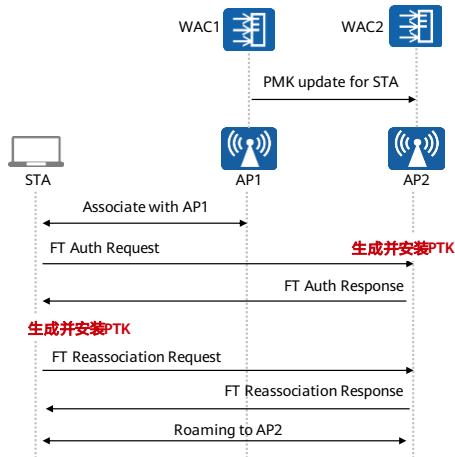 WAC1
WAC2
PMK update for STA
STA
AP1
AP2
Associate with AP1
FT Auth Request
生成并安装PTK
FT Auth Response
生成并安装PTK
FT Reassociation Request
FT Reassociation Response
Roaming to AP2